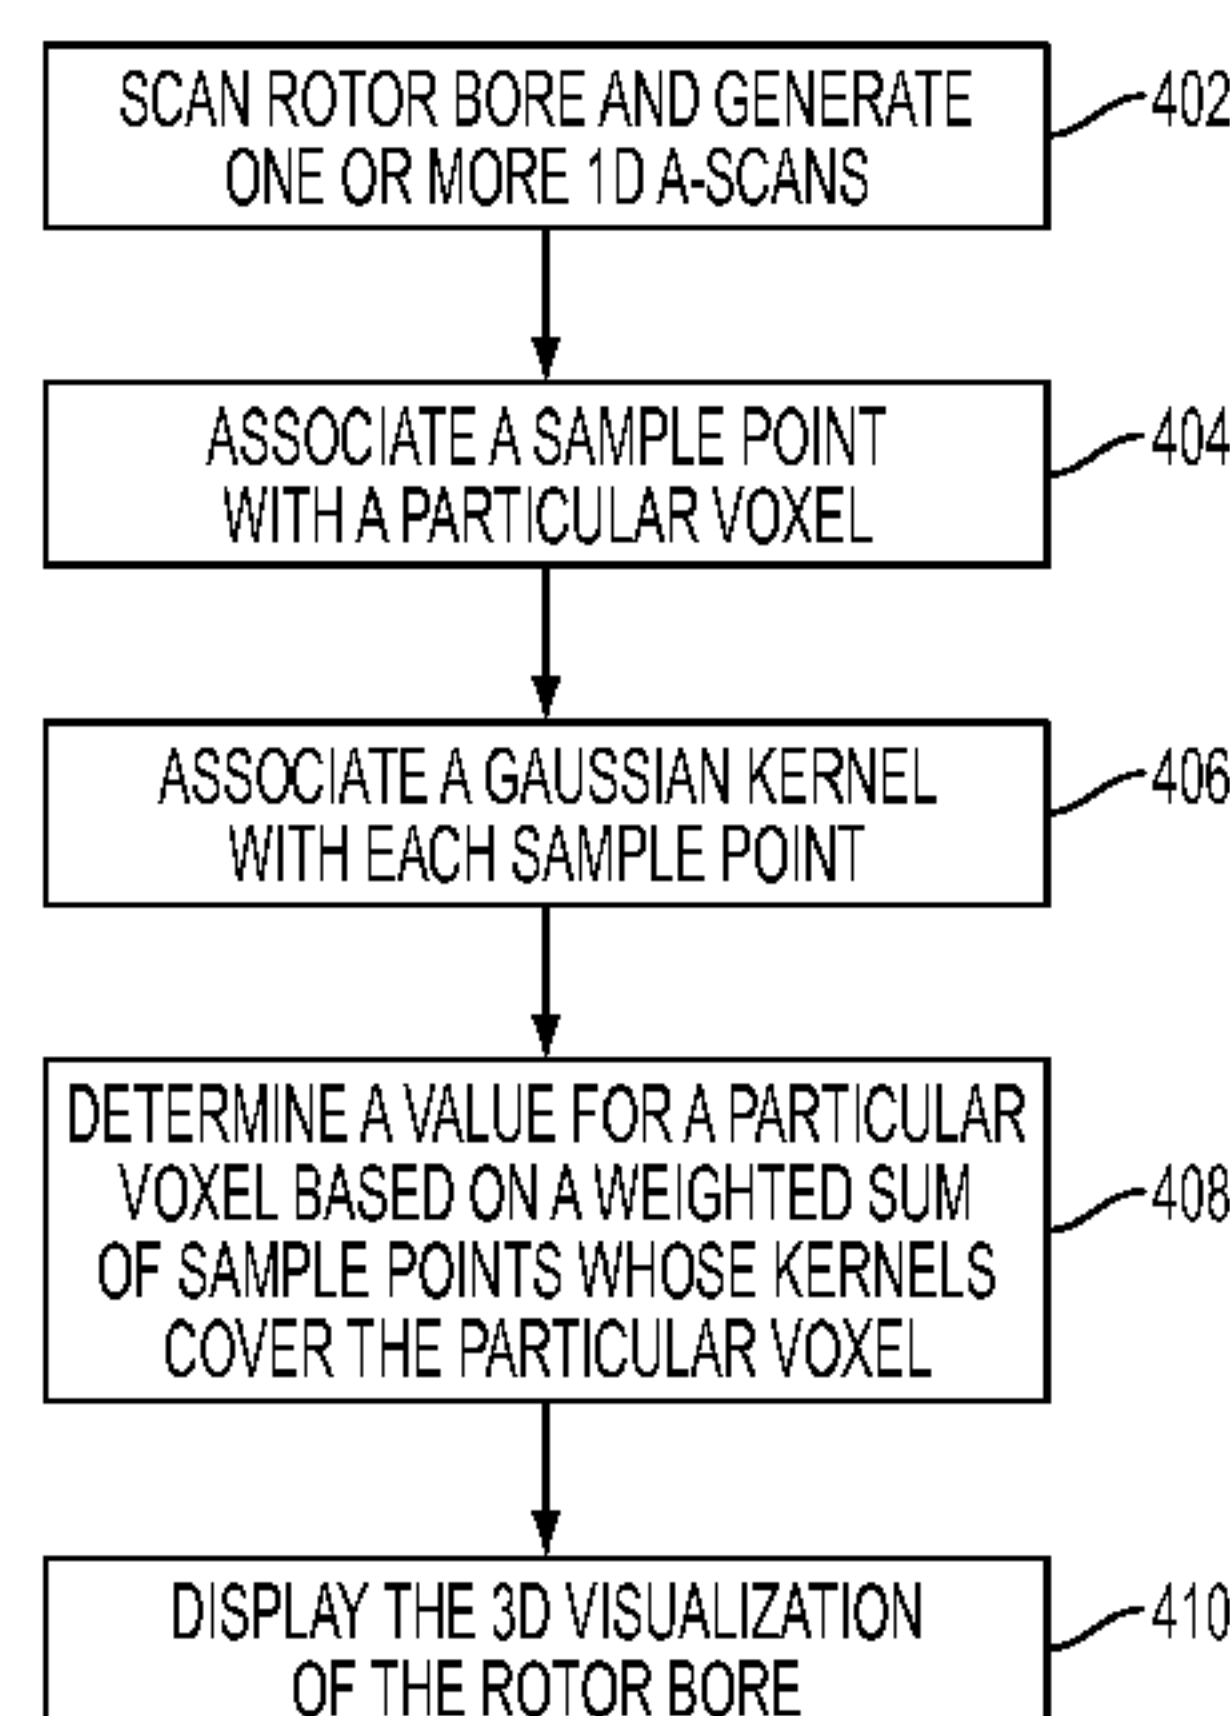 SCAN ROTOR BORE AND GENERATE
ONE OR MORE 1D A-SCANS
402
ASSOCIATE A SAMPLE POINT
WITH A PARTICULAR VOXEL
404
ASSOCIATE A GAUSSIAN KERNEL
WITH EACH SAMPLE POINT
406
DETERMINE A VALUE FOR A PARTICULAR
VOXEL BASED ON A WEIGHTED SUM
OF SAMPLE POINTS WHOSE KERNELS
COVER THE PARTICULAR VOXEL
408
DISPLAY THE 3D VISUALIZATION
OF THE ROTOR BORE
410